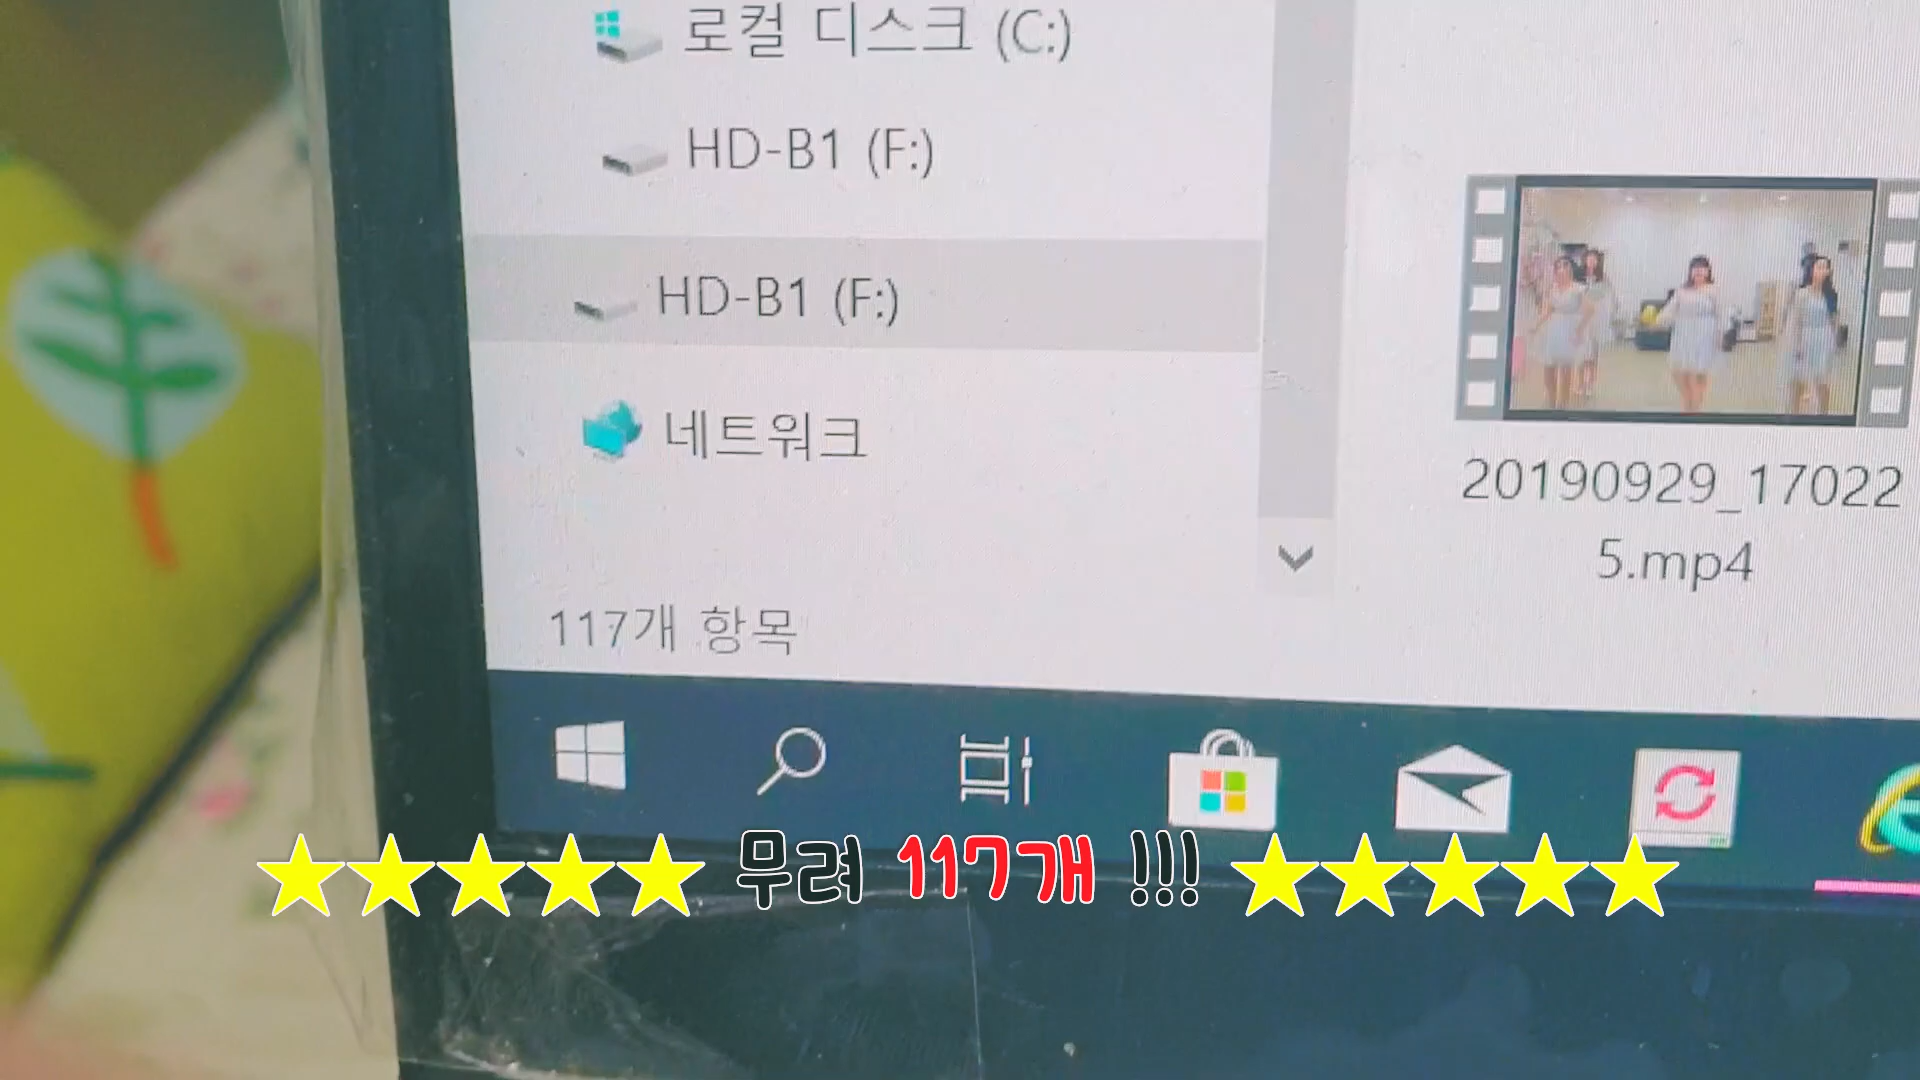 로컬 디스크 (C:)
HD-B1 (F:)
HD-B1 (F:)
네트워크
20190929_17022
5.mp4
117개 항목
★★★★★ 무려 117개 !!! ★★★★★